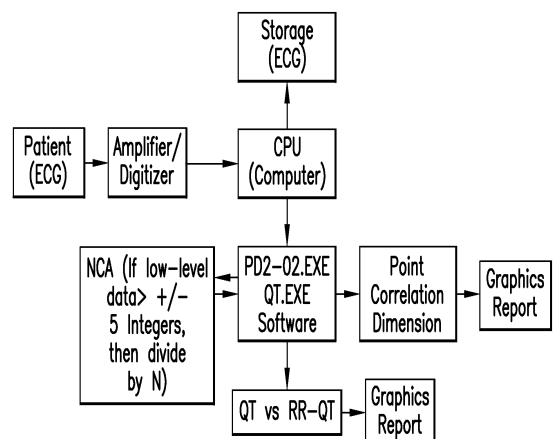 Storage
(ECG)
Patient
(ECG)
Amplifier/
Digitizer
CPU
(Computer)
NCA (If low-level
data> +/-
5 Integers,
then divide
by N)
PD2-02.EXE
QT.EXE
Software
Point
Correlation
Dimension
Graphics
Report
QT vs RR-QT
Graphics
Report